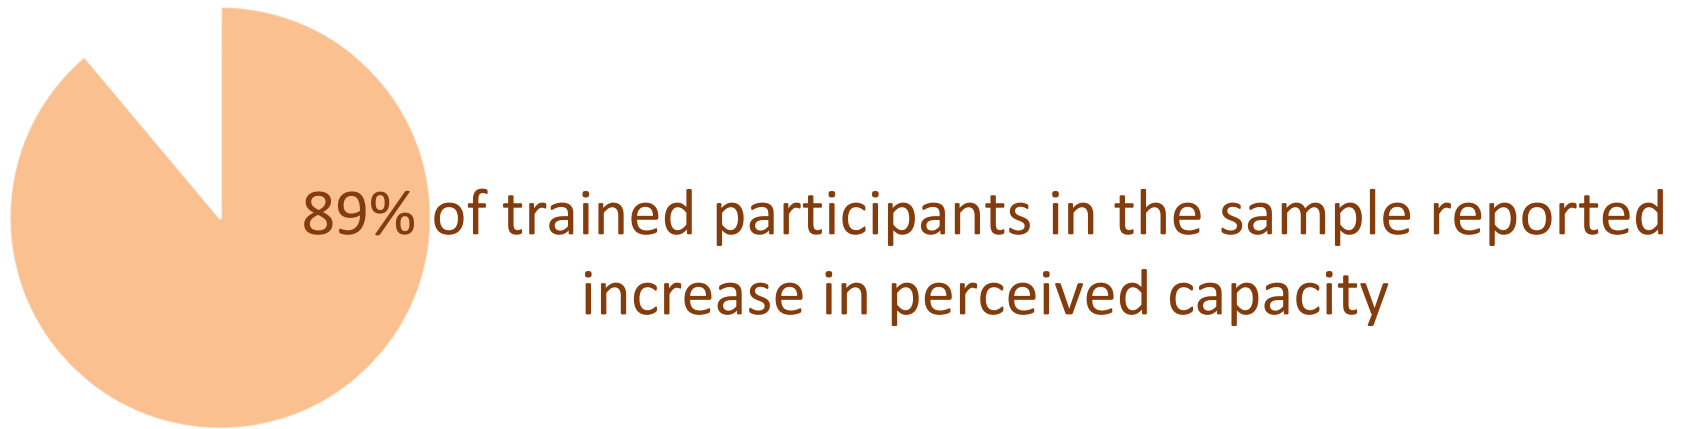 89% of trained participants in the sample reported
increase in perceived capacity